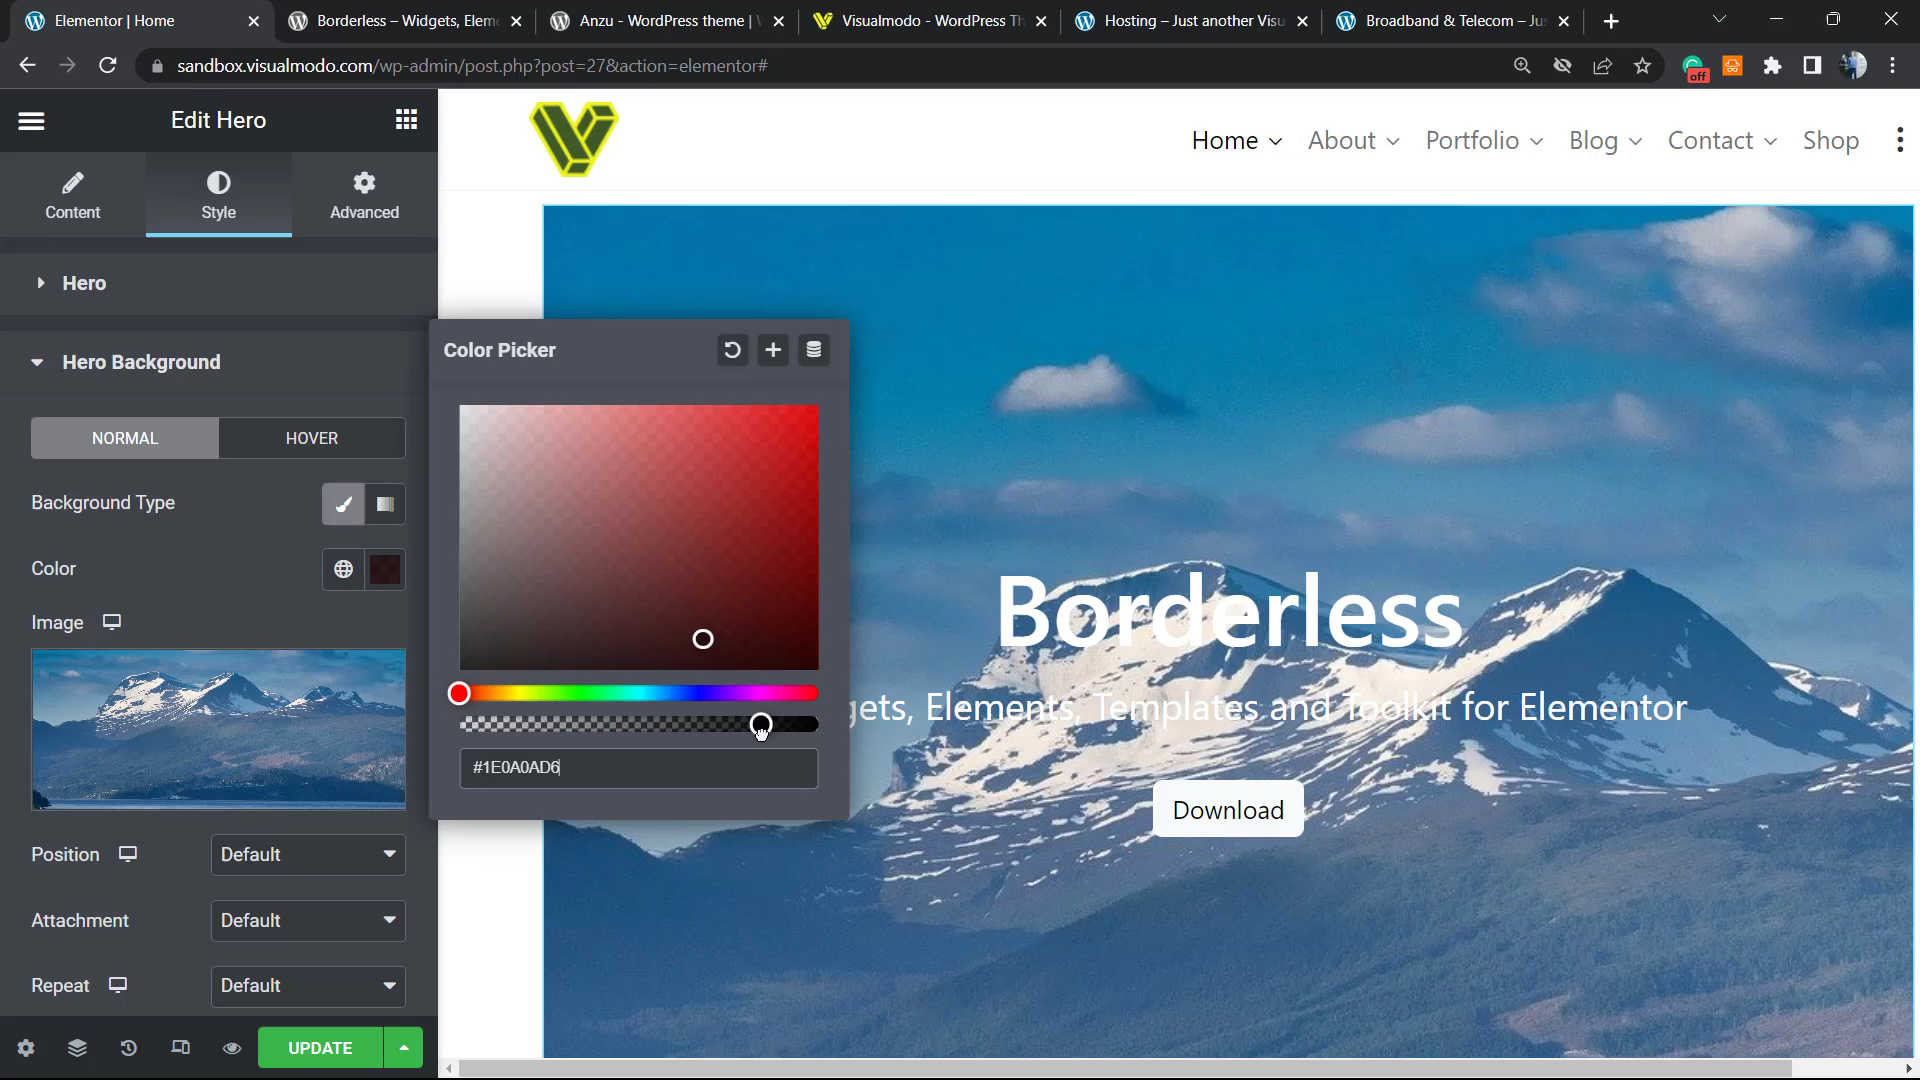 Elementor | Home
Borderless – Widgets, Elem
Anzu - WordPress theme |
Visualmodo - WordPress Th
Hosting – Just another Visu
Broadband & Telecom – Jus
sandbox.visualmodo.com/wp-admin/post.php?post=27&action=elementor#
off
Edit Hero
Content
Style
Advanced
Hero
Hero Background
NORMAL
HOVER
Background Type
Color
Image
Position
Default
Attachment
Default
Repeat
Default
UPDATE
Color Picker
#1E0A0AD6
Home
About
Portfolio
Blog
Contact
Shop
Borderless
gets, Elements, Templates and Toolkit for Elementor
Download